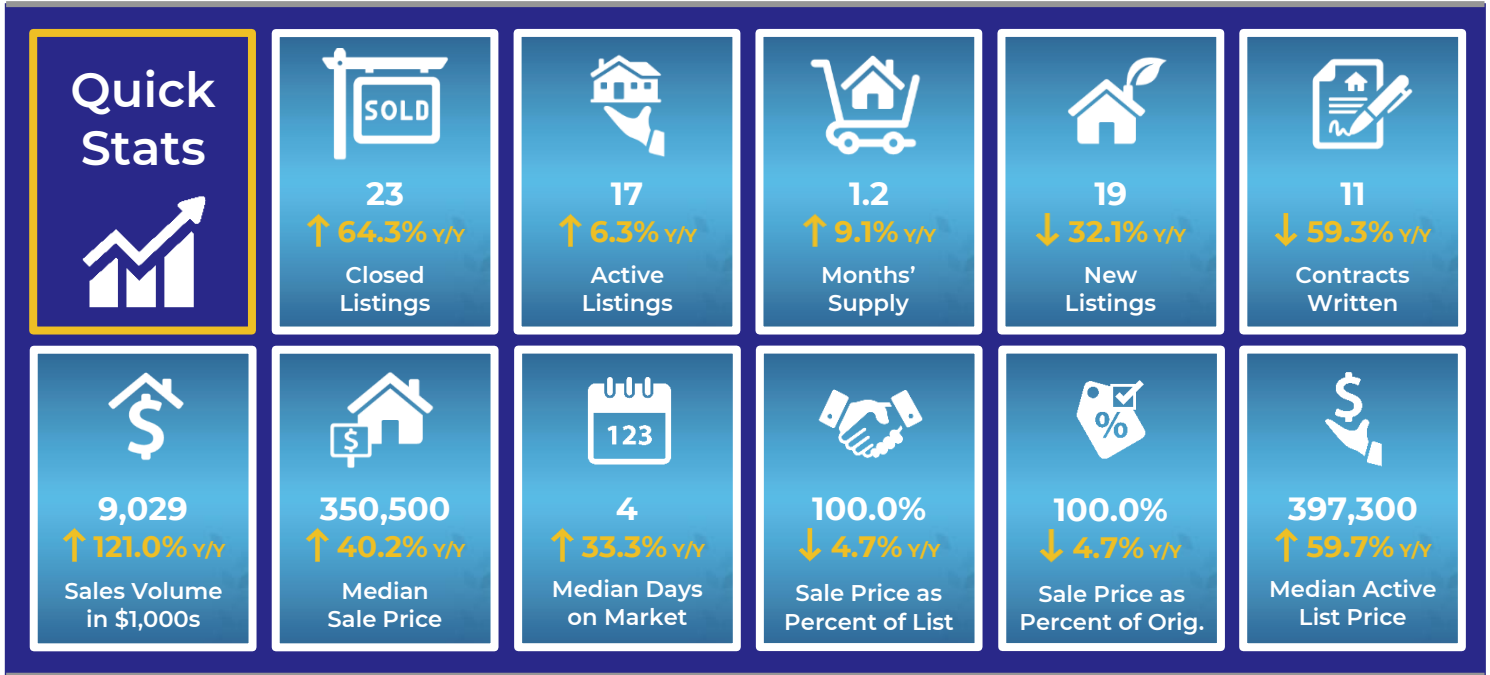 Quick
Stats
SOLD
23
↑ 64.3% Y/Y
Closed
Listings
17
↑ 6.3% Y/Y
Active
Listings
1.2
↑ 9.1% Y/Y
Months’
Supply
19
↓ 32.1% Y/Y
New
Listings
11
↓ 59.3% Y/Y
Contracts
Written
$
9,029
↑ 121.0% Y/Y
Sales Volume
in $1,000s
$
350,500
↑ 40.2% Y/Y
Median
Sale Price
123
4
↑ 33.3% Y/Y
Median Days
on Market
100.0%
↓ 4.7% Y/Y
Sale Price as
Percent of List
%
100.0%
↓ 4.7% Y/Y
Sale Price as
Percent of Orig.
$
397,300
↑ 59.7% Y/Y
Median Active
List Price